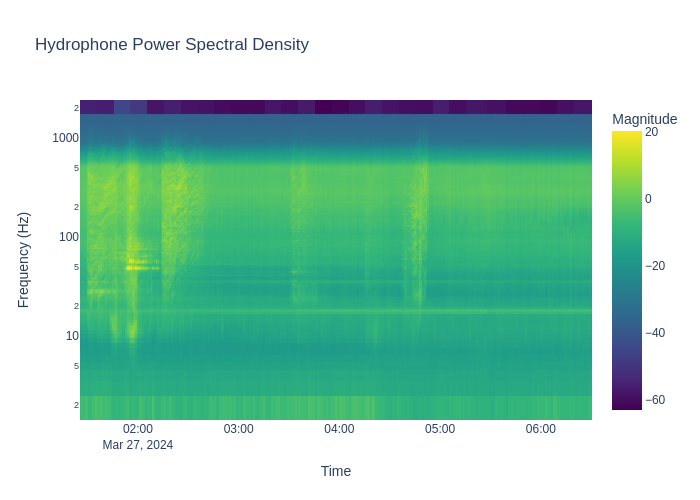 Hydrophone Power Spectral Density
Magnitude
2
1000
5
2
100
5
2
10
5
2
20
0
−20
−40
−60
Frequency (Hz)
02:00 03:00 04:00 05:00 06:00
Mar 27, 2024
Time